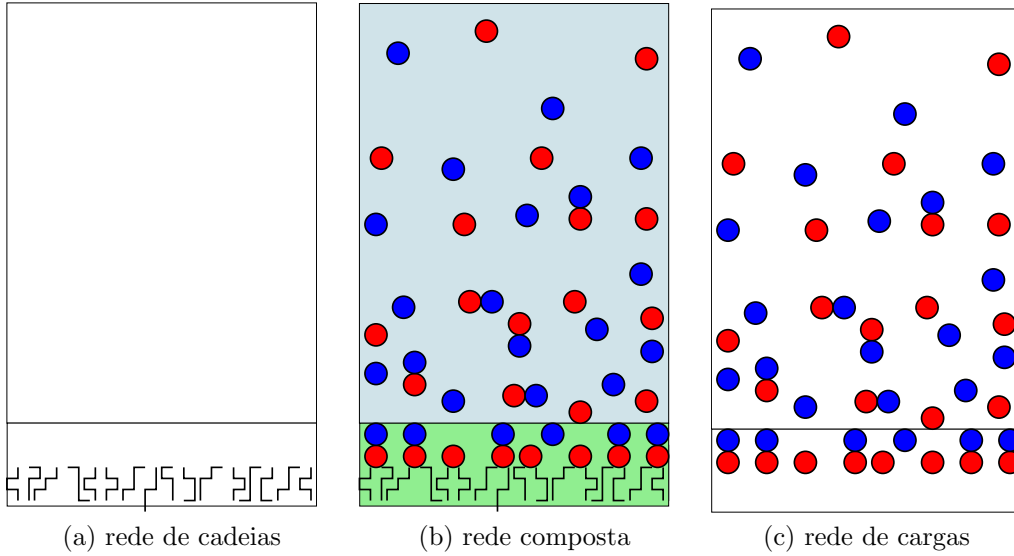 (a) rede de cadeias
(b) rede composta
(c) rede de cargas